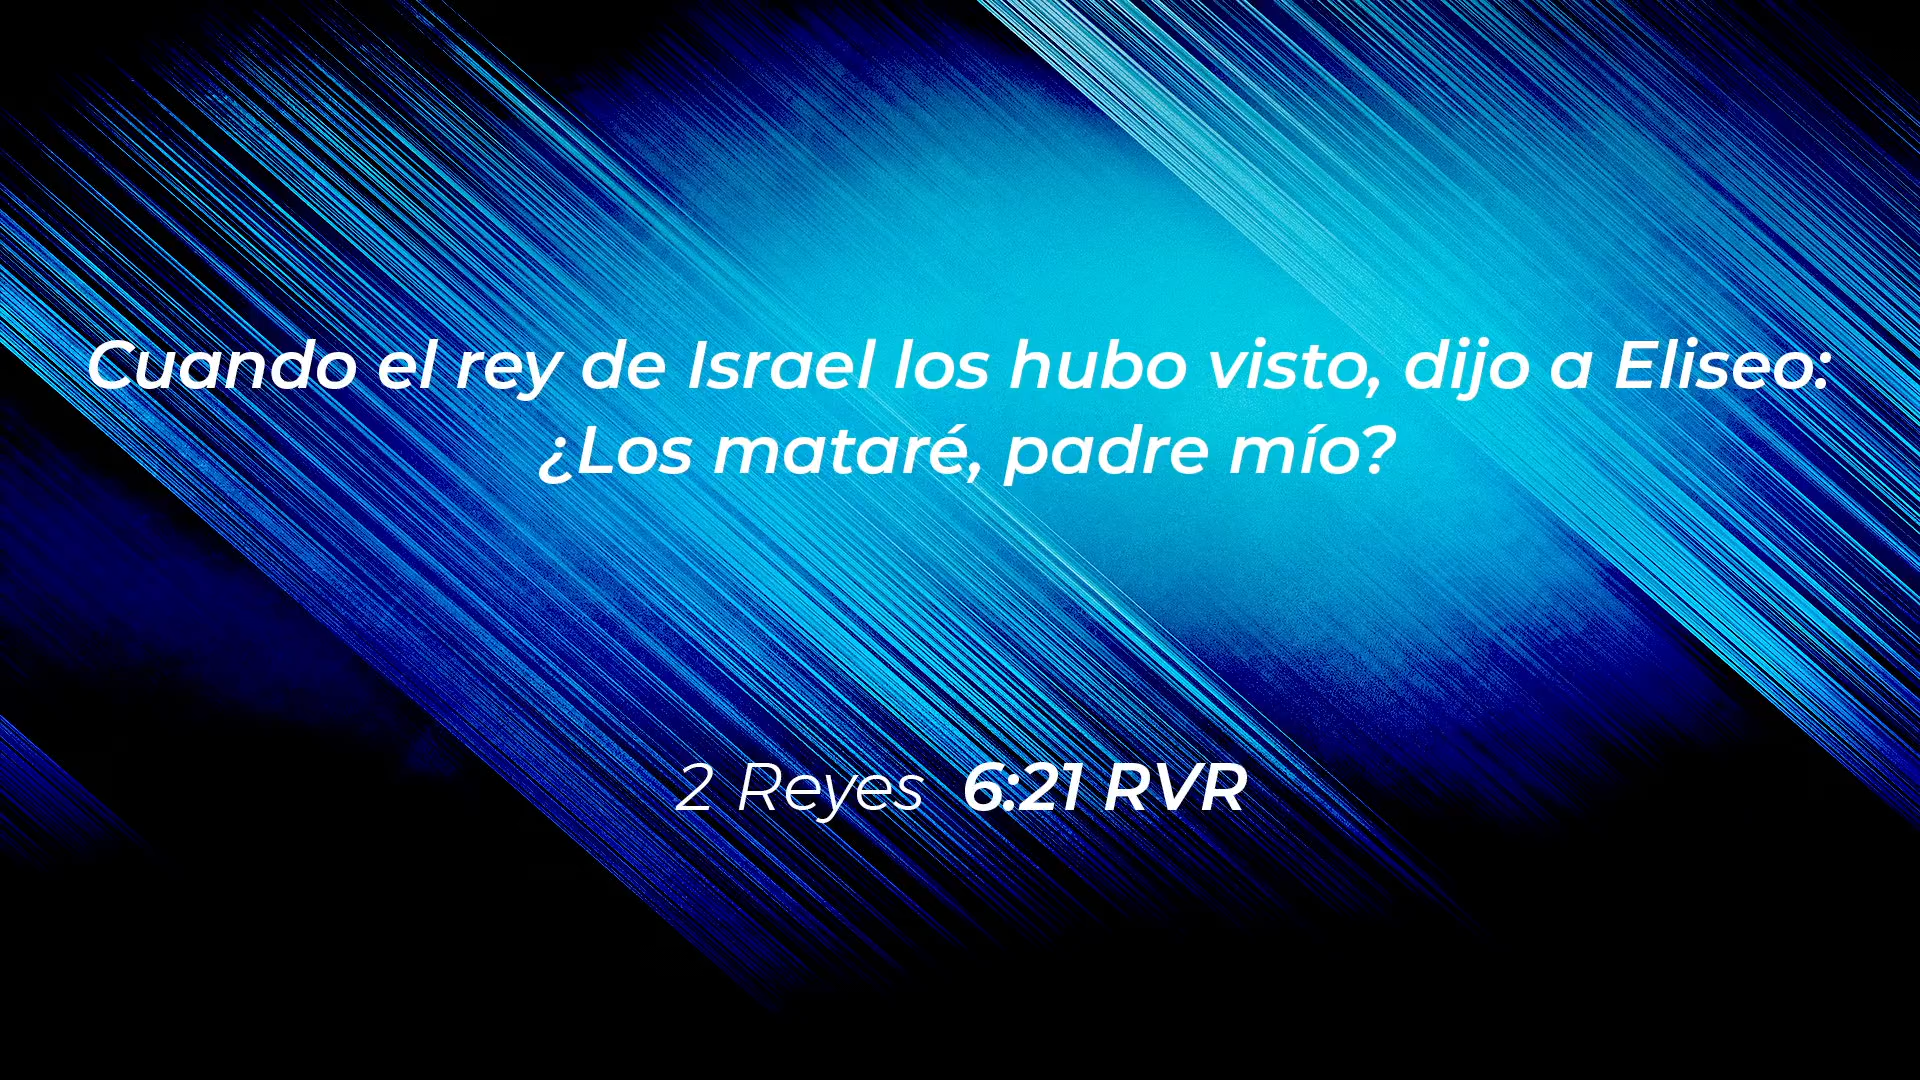 Cuando el rey de Israel los hubo visto, dijo a Eliseo:
¿Los mataré, padre mío?
2 Reyes 6:21 RVR